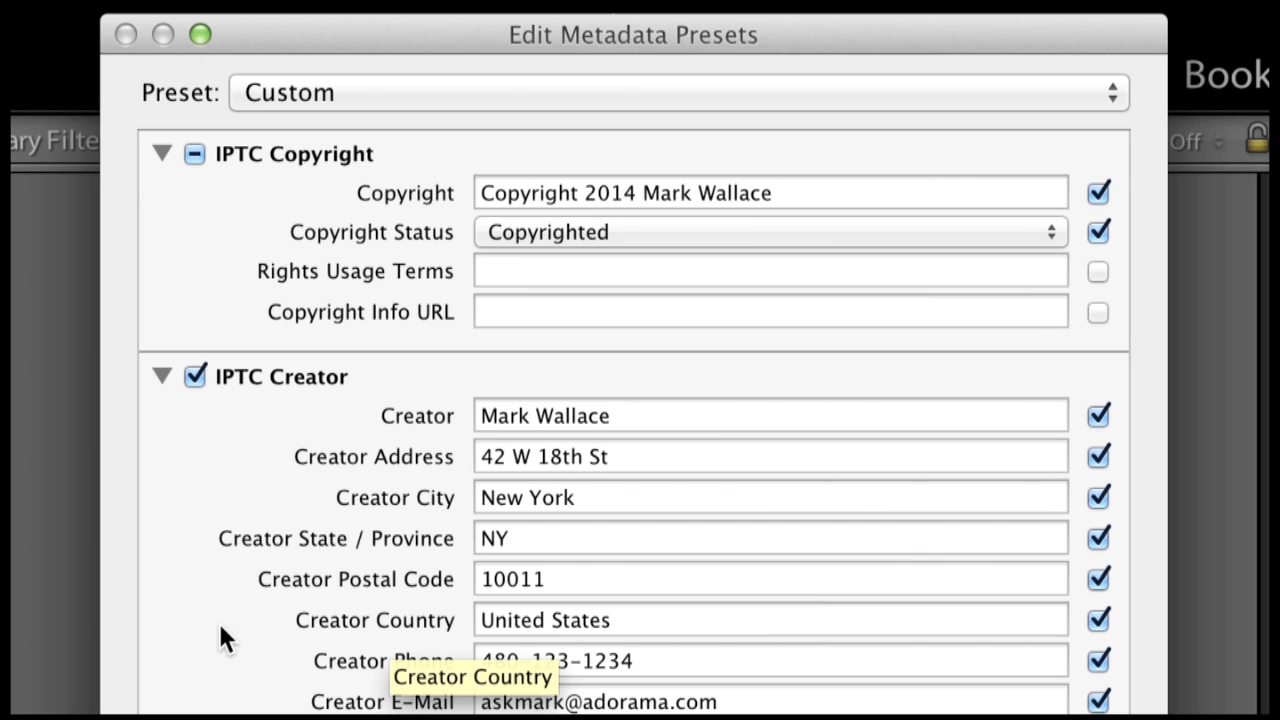 Edit Metadata Presets
Book
Preset: Custom
ary Filte
Off
IPTC Copyright
Copyright Copyright 2014 Mark Wallace
Copyright Status Copyrighted
Rights Usage Terms
Copyright Info URL
IPTC Creator
Creator Mark Wallace
Creator Address 42 W 18th St
Creator City New York
Creator State / Province NY
Creator Postal Code 10011
Creator Country United States
Creator Phone 480-123-1234
Creator Country
Creator E-Mail askmark@adorama.com